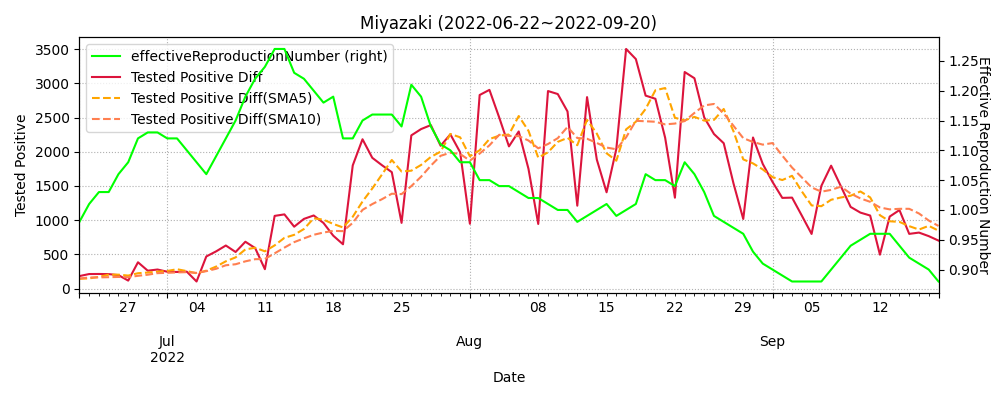 Miyazaki (2022-06-22~2022-09-20)
effectiveReproductionNumber (right)
Tested Positive Diff
Tested Positive Diff(SMA5)
Tested Positive Diff(SMA10)
Tested Positive
3500
3000
2500
2000
1500
1000
500
0
1.25
1.20
1.15
1.10
1.05
1.00
0.95
0.90
Effective Reproduction Number
27 04 11 18 25 08 15 22 29 05 12
Jul Aug Sep
2022
Date